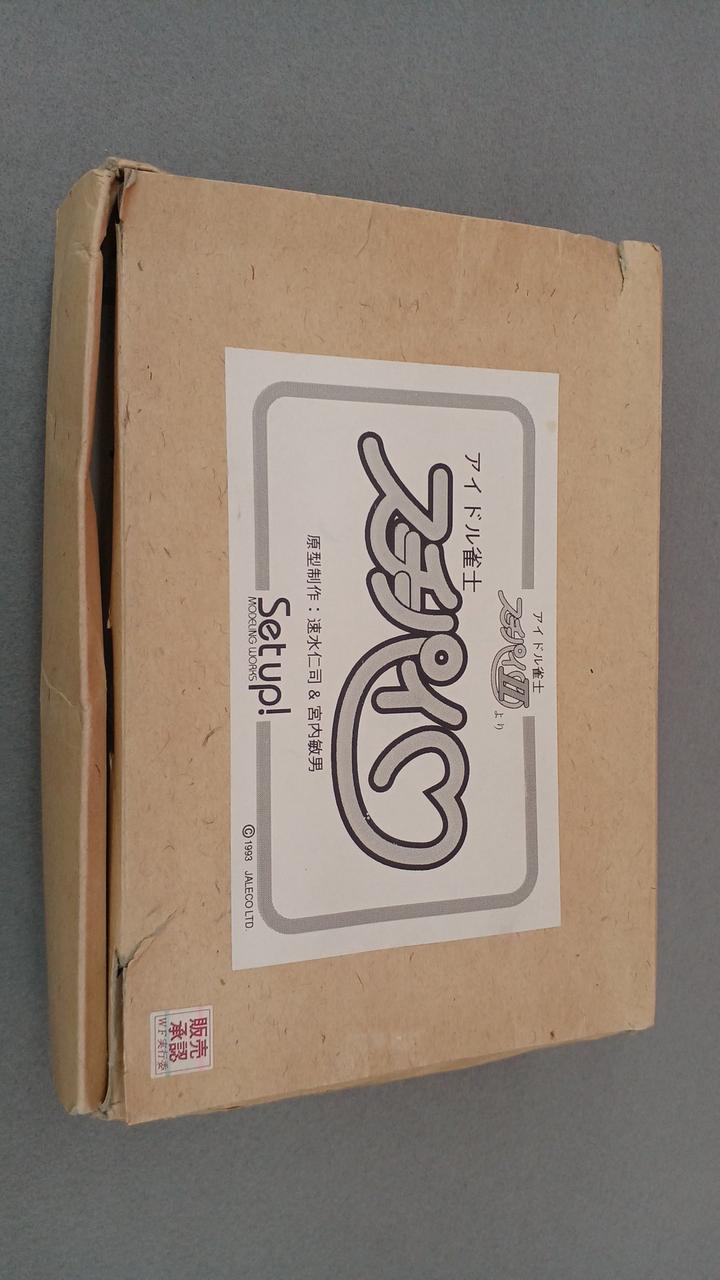 アイドル雀士
スーチーパイII
より
アイドル雀士
スチパイ
原型制作：速水仁司 & 宮内敏男
Setup!
MODELING WORKS
©1993 JALECO LTD.
販売
承認
WF実行委